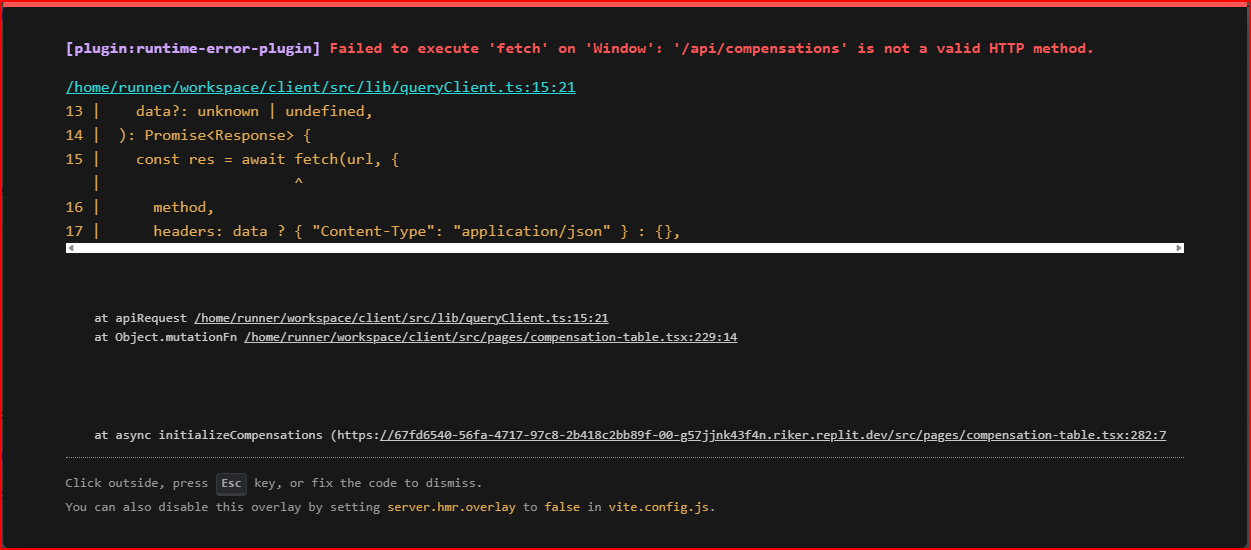 [plugin:runtime-error-plugin] Failed to execute 'fetch' on 'Window': '/api/compensations' is not a valid HTTP method.
/home/runner/workspace/client/src/lib/queryClient.ts:15:21
13 |    data?: unknown | undefined,
14 |  ): Promise<Response> {
15 |    const res = await fetch(url, {
   |                      ^
16 |      method,
17 |      headers: data ? { "Content-Type": "application/json" } : {},
at apiRequest /home/runner/workspace/client/src/lib/queryClient.ts:15:21
at Object.mutationFn /home/runner/workspace/client/src/pages/compensation-table.tsx:229:14
at async initializeCompensations (https://67fd6540-56fa-4717-97c8-2b418c2bb89f-00-g57jjnk43f4n.riker.replit.dev/src/pages/compensation-table.tsx:282:7
Click outside, press Esc key, or fix the code to dismiss.
You can also disable this overlay by setting server.hmr.overlay to false in vite.config.js.